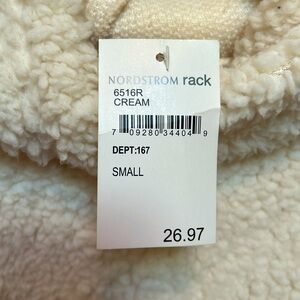 NORDSTROM rack
6516R
CREAM
7 09280 34404 9
DEPT:167
SMALL
26.97